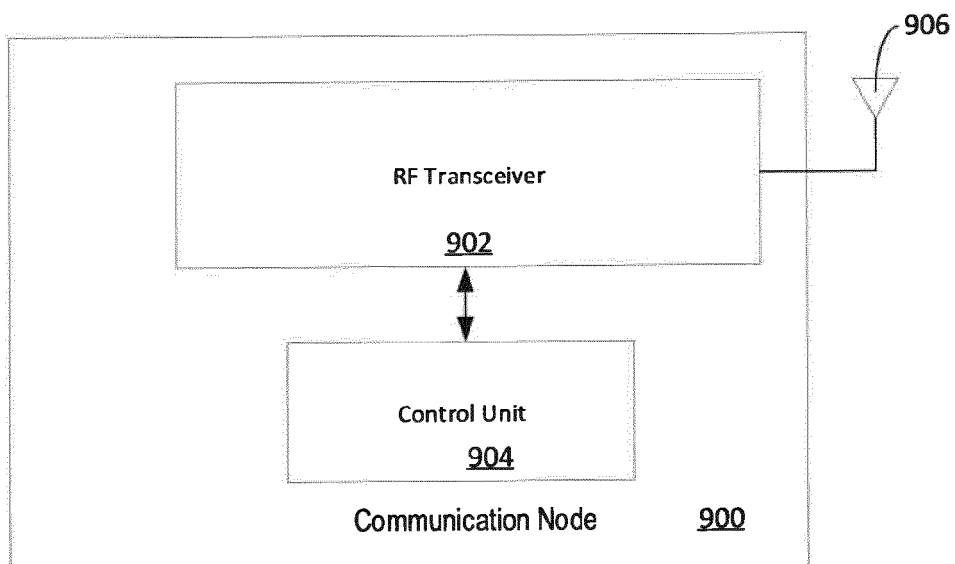 906
RF Transceiver
902
Control Unit
904
Communication Node 900